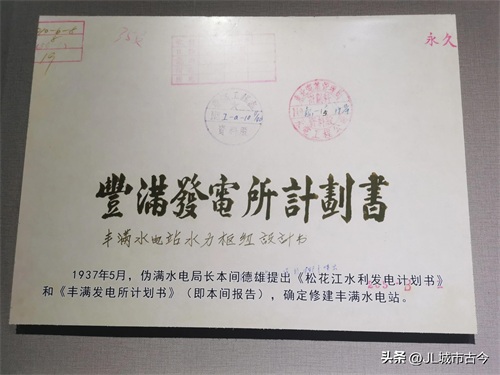 永久
豐滿發電所計劃書
丰满水电站水力枢纽設計书
1937年5月，伪满水电局长本间德雄提出《松花江水利发电计划书》
和《丰满发电所计划书》（即本间报告），确定修建丰满水电站。
头条 @JL城市古今